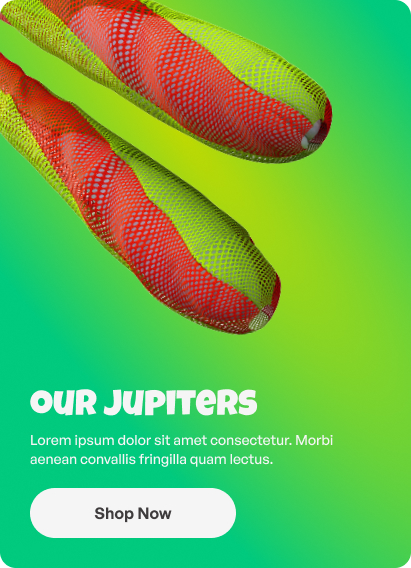 OUR JUPITERS
Lorem ipsum dolor sit amet consectetur. Morbi
aenean convallis fringilla quam lectus.
Shop Now